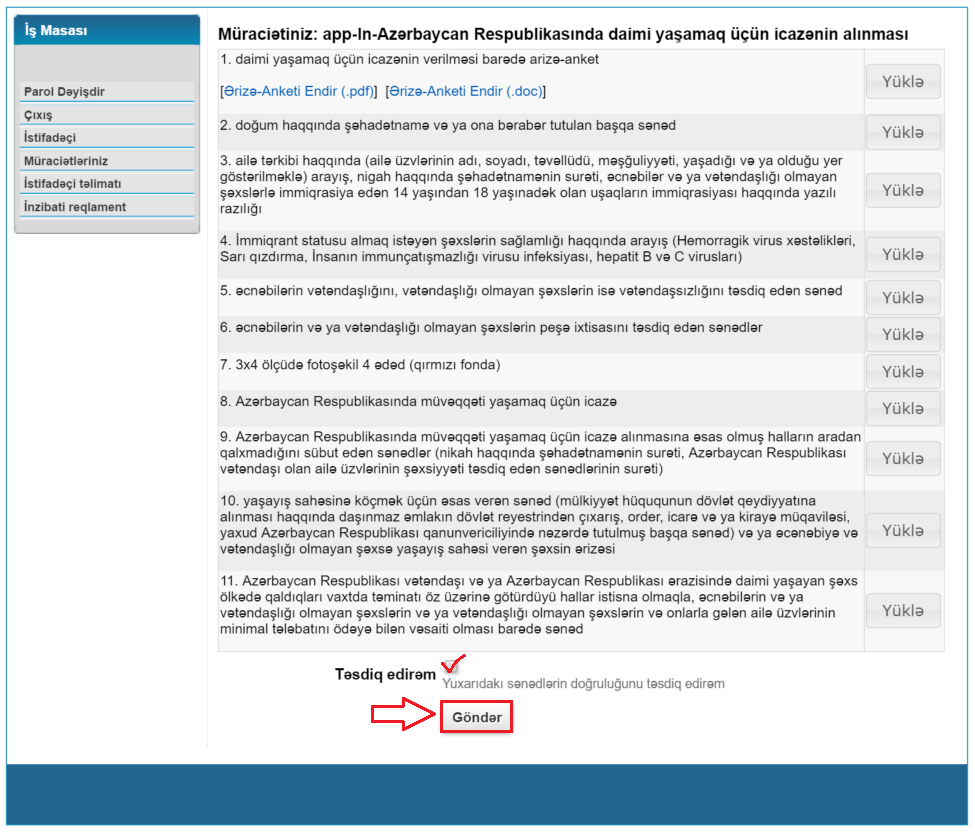 İş Masası
Parol Dəyişdir
Çıxış
İstifadəçi
Müraciətləriniz
İstifadəçi təlimatı
İnzibati reqlament
Müraciətiniz: app-In-Azərbaycan Respublikasında daimi yaşamaq üçün icazənin alınması
1. daimi yaşamaq üçün icazənin verilməsi barədə arizə-anket
[Ərizə-Anketi Endir (.pdf)] [Ərizə-Anketi Endir (.doc)]
Yüklə
2. doğum haqqında şəhadətnamə və ya ona bərabər tutulan başqa sənəd
Yüklə
3. ailə tərkibi haqqında (ailə üzvlərinin adı, soyadı, təvəllüdü, məşğuliyyəti, yaşadığı və ya olduğu yer
göstərilməklə) arayış, nigah haqqında şəhadətnamənin surəti, əcnəbilər və ya vətəndaşlığı olmayan
şəxslərlə immiqrasiya edən 14 yaşından 18 yaşınadək olan uşaqların immiqrasiyası haqqında yazılı
razılığı
Yüklə
4. İmmiqrant statusu almaq istəyən şəxslərin sağlamlığı haqqında arayış (Hemorragik virus xəstəlikləri,
Sarı qızdırma, İnsanın immunçatışmazlığı virusu infeksiyası, hepatit B və C virusları)
Yüklə
5. əcnəbilərin vətəndaşlığını, vətəndaşlığı olmayan şəxslərin isə vətəndaşsızlığını təsdiq edən sənəd
Yüklə
6. əcnəbilərin və ya vətəndaşlığı olmayan şəxslərin peşə ixtisasını təsdiq edən sənədlər
Yüklə
7. 3x4 ölçüdə fotoşəkil 4 ədəd (qırmızı fonda)
Yüklə
8. Azərbaycan Respublikasında müvəqqəti yaşamaq üçün icazə
Yüklə
9. Azərbaycan Respublikasında müvəqqəti yaşamaq üçün icazə alınmasına əsas olmuş halların aradan
qalxmadığını sübut edən sənədlər (nikah haqqında şəhadətnamənin surəti, Azərbaycan Respublikası
vətəndaşı olan ailə üzvlərinin şəxsiyyəti təsdiq edən sənədlərinin surəti)
Yüklə
10. yaşayış sahəsinə köçmək üçün əsas verən sənəd (mülkiyyət hüququnun dövlət qeydiyyatına
alınması haqqında daşınmaz əmlakın dövlət reyestrindən çıxarış, order, icarə və ya kirayə müqaviləsi,
yaxud Azərbaycan Respublikası qanunvericiliyində nəzərdə tutulmuş başqa sənəd) və ya əcənəbiyə və
vətəndaşlığı olmayan şəxsə yaşayış sahəsi verən şəxsin ərizəsi
Yüklə
11. Azərbaycan Respublikası vətəndaşı və ya Azərbaycan Respublikası ərazisində daimi yaşayan şəxs
ölkədə qaldıqları vaxtda təminatı öz üzərinə götürdüyü hallar istisna olmaqla, əcnəbilərin və ya
vətəndaşlığı olmayan şəxslərin və ya vətəndaşlığı olmayan şəxslərin və onlarla gələn ailə üzvlərinin
minimal tələbatını ödəyə bilən vəsaiti olması barədə sənəd
Yüklə
Təsdiq edirəm
Yuxarıdakı sənədlərin doğruluğunu təsdiq edirəm
Göndər